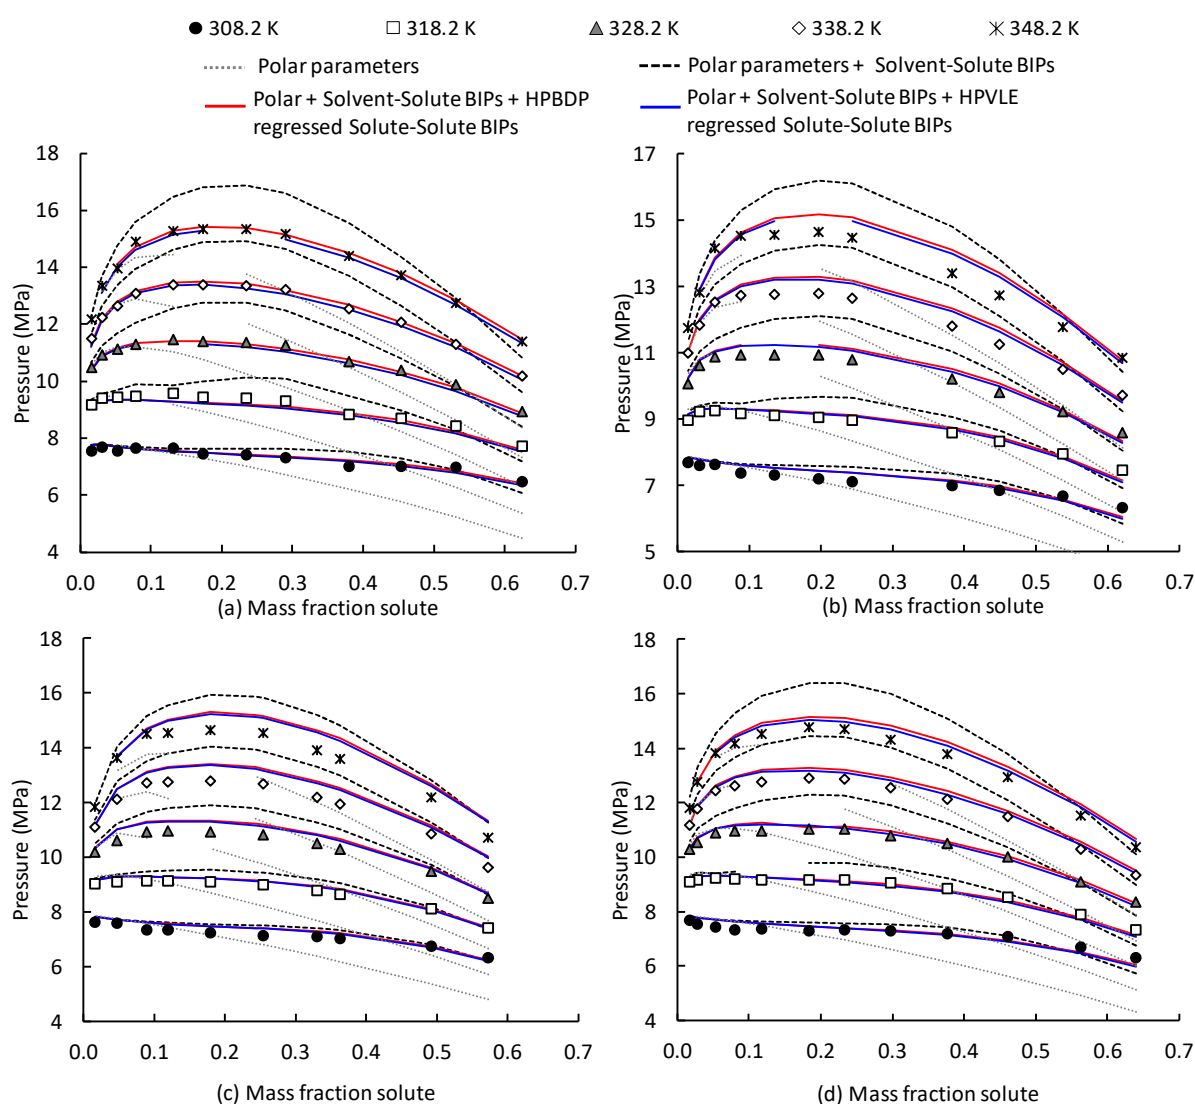 308.2 K 318.2 K 328.2 K 338.2 K 348.2 K
Polar parameters Polar parameters + Solvent-Solute BIPs
Polar + Solvent-Solute BIPs + HPBDP
regressed Solute-Solute BIPs
Polar + Solvent-Solute BIPs + HPVLE
regressed Solute-Solute BIPs
18
16
14
12
10
8
6
4
Pressure (MPa)
0.0 0.1 0.2 0.3 0.4 0.5 0.6 0.7
(a) Mass fraction solute
17
15
13
11
9
7
5
Pressure (MPa)
0.0 0.1 0.2 0.3 0.4 0.5 0.6 0.7
(b) Mass fraction solute
18
16
14
12
10
8
6
4
Pressure (MPa)
0.0 0.1 0.2 0.3 0.4 0.5 0.6 0.7
(c) Mass fraction solute
18
16
14
12
10
8
6
4
Pressure (MPa)
0.0 0.1 0.2 0.3 0.4 0.5 0.6 0.7
(d) Mass fraction solute